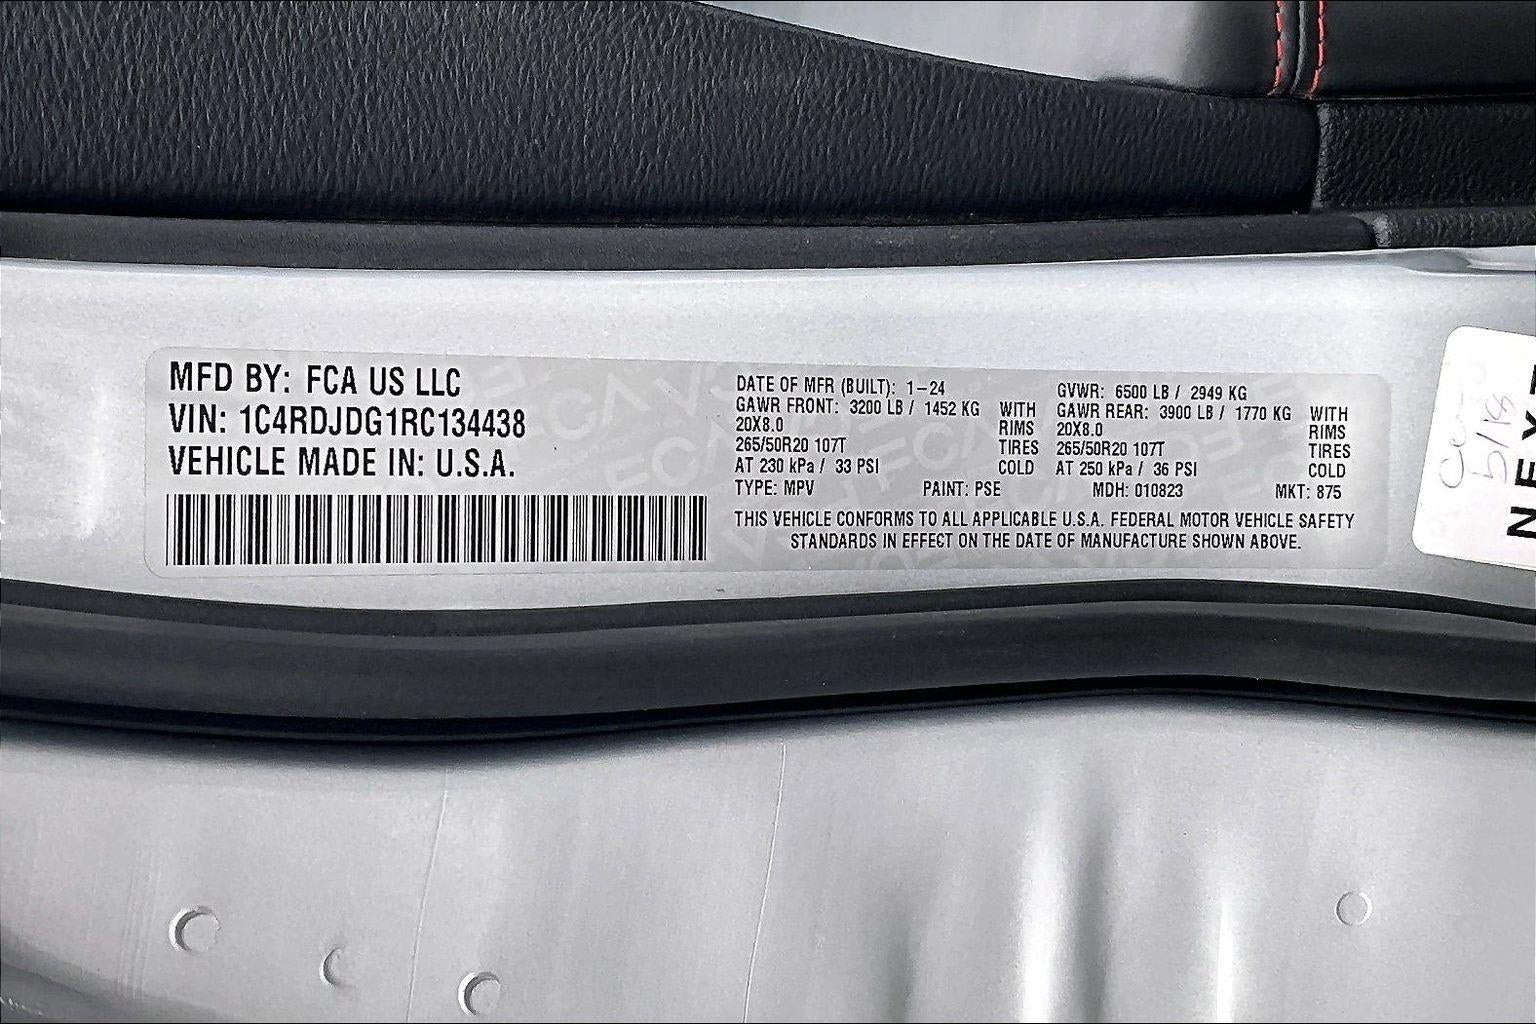 MFD BY: FCA US LLC
VIN: 1C4RDJDG1RC134438
VEHICLE MADE IN: U.S.A.
DATE OF MFR (BUILT): 1-24
GAWR FRONT: 3200 LB / 1452 KG WITH
20X8.0 RIMS
265/50R20 107T TIRES
AT 230 kPa / 33 PSI COLD
GVWR: 6500 LB / 2949 KG
GAWR REAR: 3900 LB / 1770 KG WITH
20X8.0 RIMS
265/50R20 107T TIRES
AT 250 kPa / 36 PSI COLD
TYPE: MPV PAINT: PSE MDH: 010823 MKT: 875
THIS VEHICLE CONFORMS TO ALL APPLICABLE U.S.A. FEDERAL MOTOR VEHICLE SAFETY
STANDARDS IN EFFECT ON THE DATE OF MANUFACTURE SHOWN ABOVE.